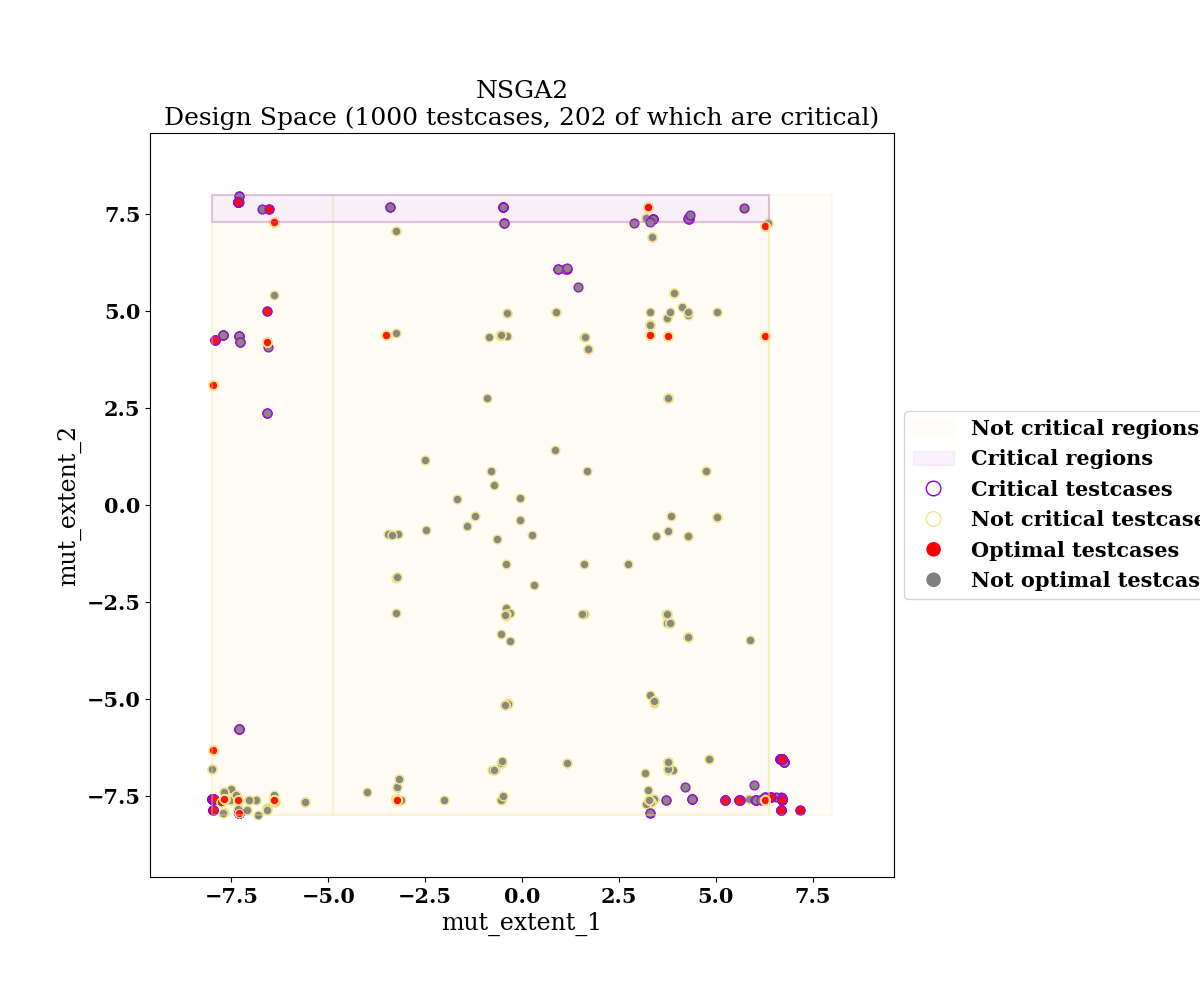 NSGA2
Design Space (1000 testcases, 202 of which are critical)
7.5
5.0
2.5
0.0
−2.5
−5.0
−7.5
mut_extent_2
−7.5 −5.0 −2.5 0.0 2.5 5.0 7.5
mut_extent_1
Not critical regions
Critical regions
Critical testcases
Not critical testcase
Optimal testcases
Not optimal testcas